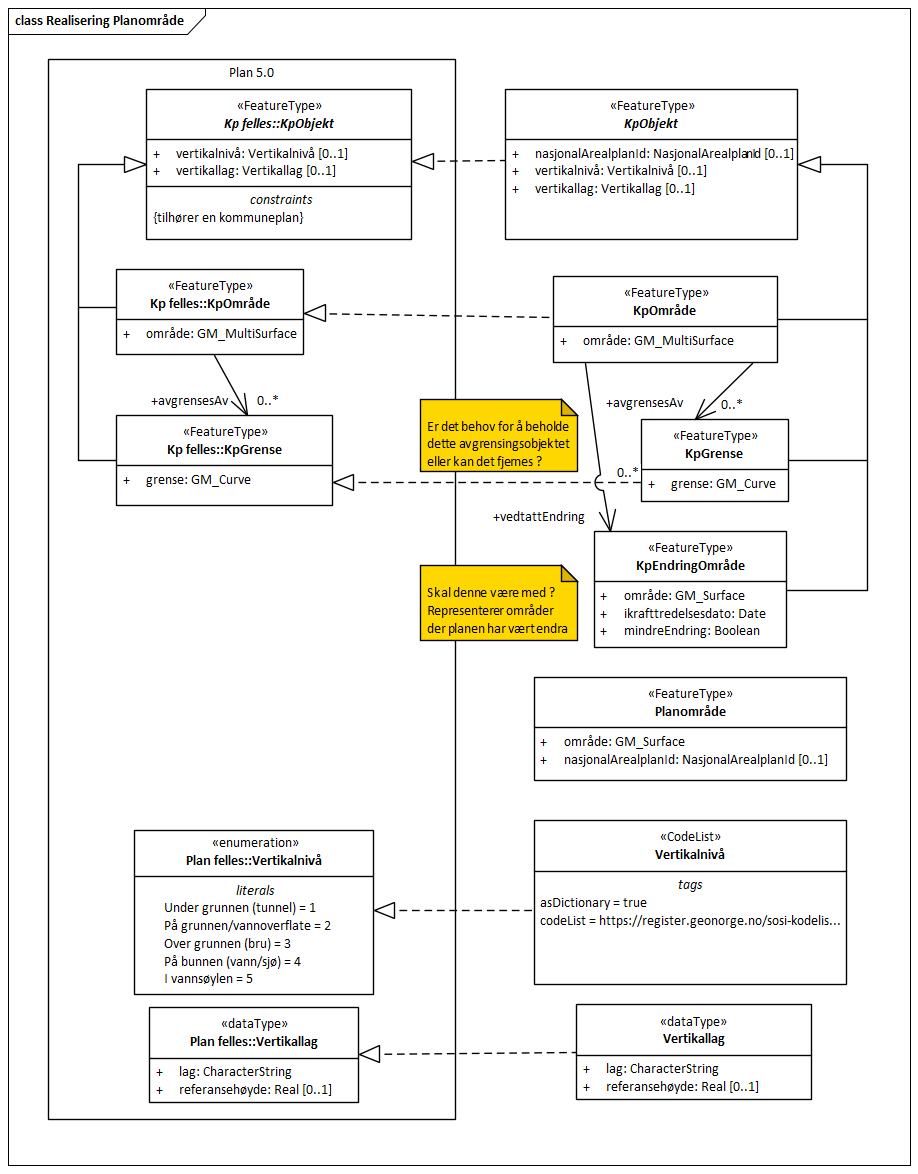 class Realisering Planområde
Plan 5.0
«FeatureType»
Kp felles::KpObjekt
+ vertikalnivå: Vertikalnivå [0..1]
+ vertikallag: Vertikallag [0..1]
constraints
{tilhører en kommuneplan}
«FeatureType»
KpObjekt
+ nasjonalArealplanId: NasjonalArealplanId [0..1]
+ vertikalnivå: Vertikalnivå [0..1]
+ vertikallag: Vertikallag [0..1]
«FeatureType»
Kp felles::KpOmråde
+ område: GM_MultiSurface
«FeatureType»
KpOmråde
+ område: GM_MultiSurface
+avgrensesAv 0..*
+avgrensesAv 0..*
«FeatureType»
Kp felles::KpGrense
+ grense: GM_Curve
Er det behov for å beholde
dette avgrensingsobjektet
eller kan det fjernes ?
«FeatureType»
KpGrense
+ grense: GM_Curve
0..*
+vedtattEndring
Skal denne være med ?
Representerer områder
der planen har vært endra
«FeatureType»
KpEndringOmråde
+ område: GM_Surface
+ ikrafttredelsesdato: Date
+ mindreEndring: Boolean
«FeatureType»
Planområde
+ område: GM_Surface
+ nasjonalArealplanId: NasjonalArealplanId [0..1]
«enumeration»
Plan felles::Vertikalnivå
literals
Under grunnen (tunnel) = 1
På grunnen/vannoverflate = 2
Over grunnen (bru) = 3
På bunnen (vann/sjø) = 4
I vannsøylen = 5
«CodeList»
Vertikalnivå
tags
asDictionary = true
codeList = https://register.geonorge.no/sosi-kodelis...
«dataType»
Plan felles::Vertikallag
+ lag: CharacterString
+ referansehøyde: Real [0..1]
«dataType»
Vertikallag
+ lag: CharacterString
+ referansehøyde: Real [0..1]